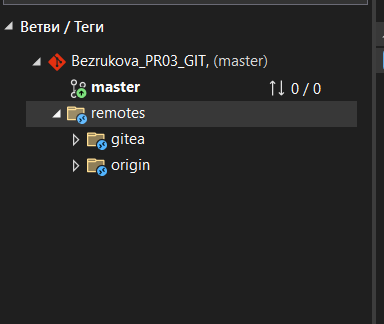 Ветви / Теги
Bezrukova_PR03_GIT, (master)
master 0 / 0
remotes
gitea
origin